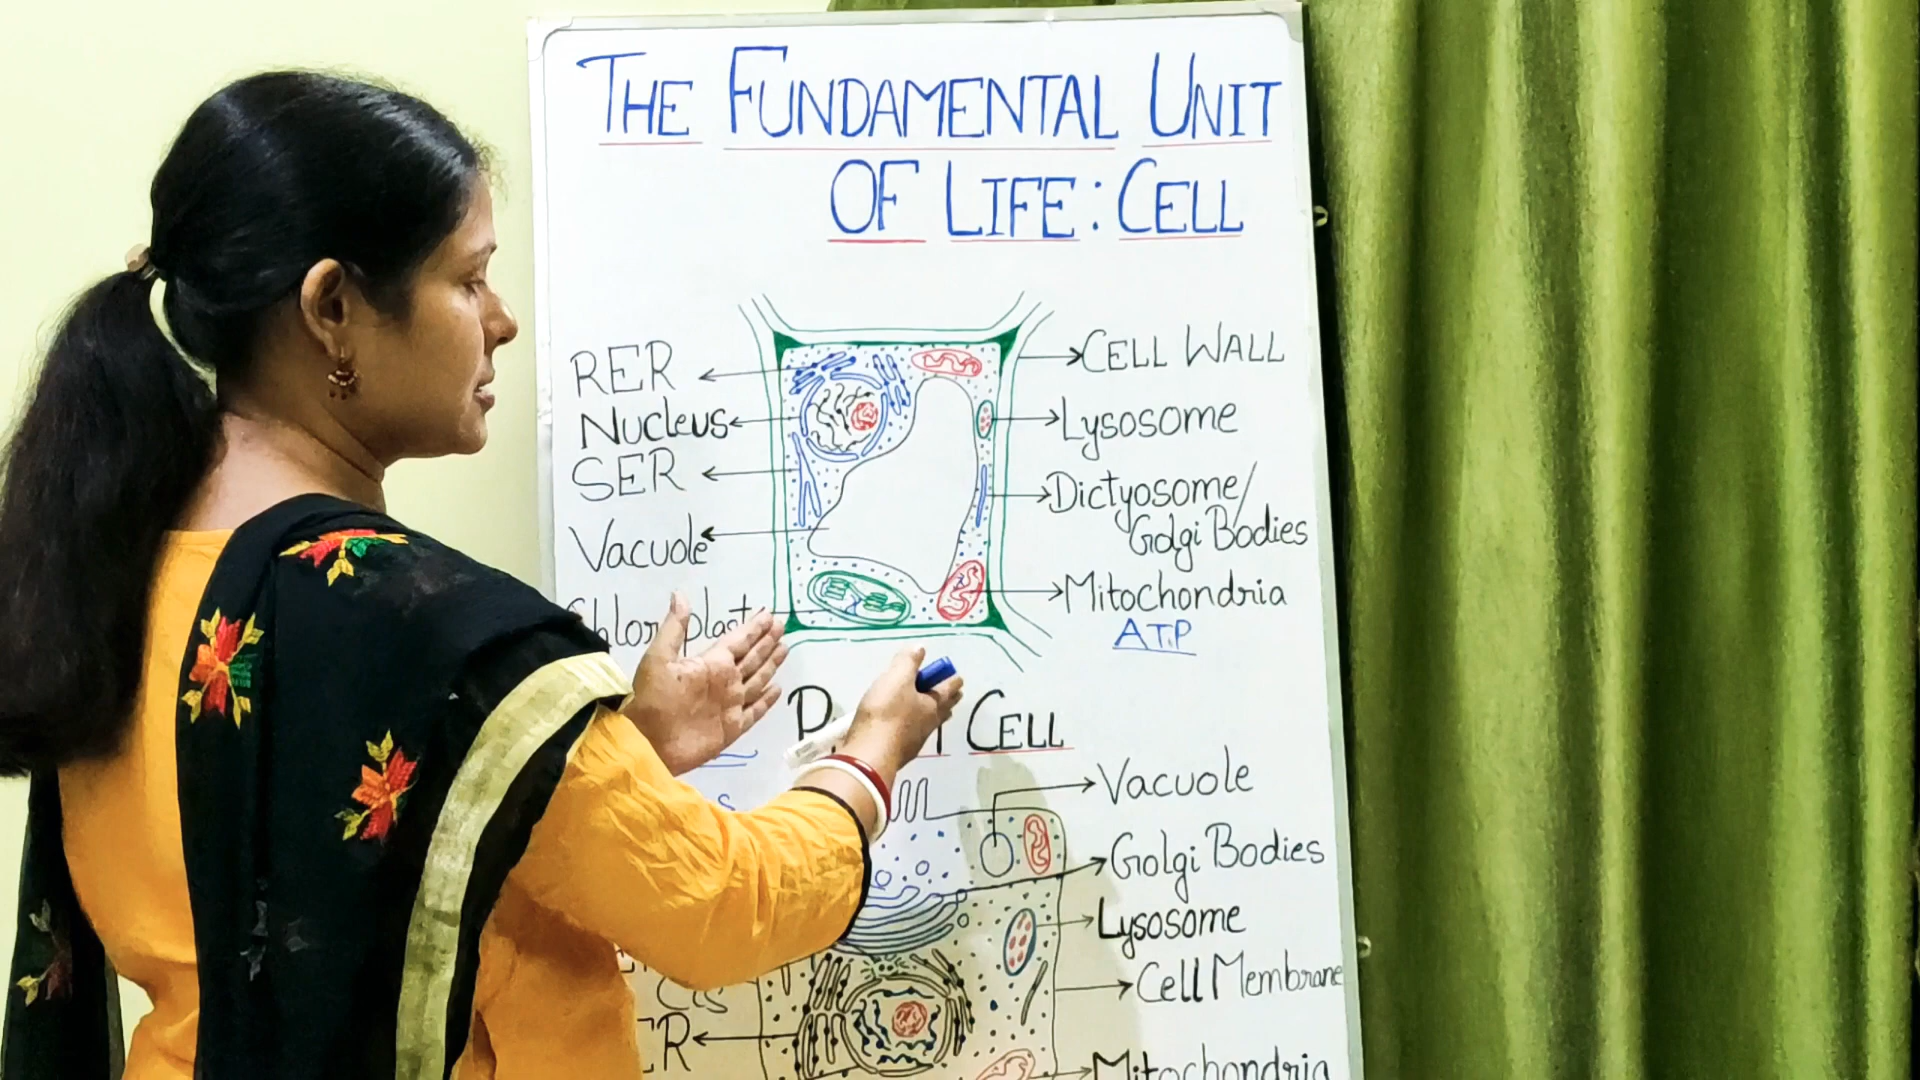 THE FUNDAMENTAL UNIT
OF LIFE : CELL
RER
CELL WALL
Nucleus
Lysosome
SER
Dictyosome/
Golgi Bodies
Vacuole
Mitochondria
ATP
CELL
Vacuole
Golgi Bodies
Lysosome
Cell Membrane
Mitochondria